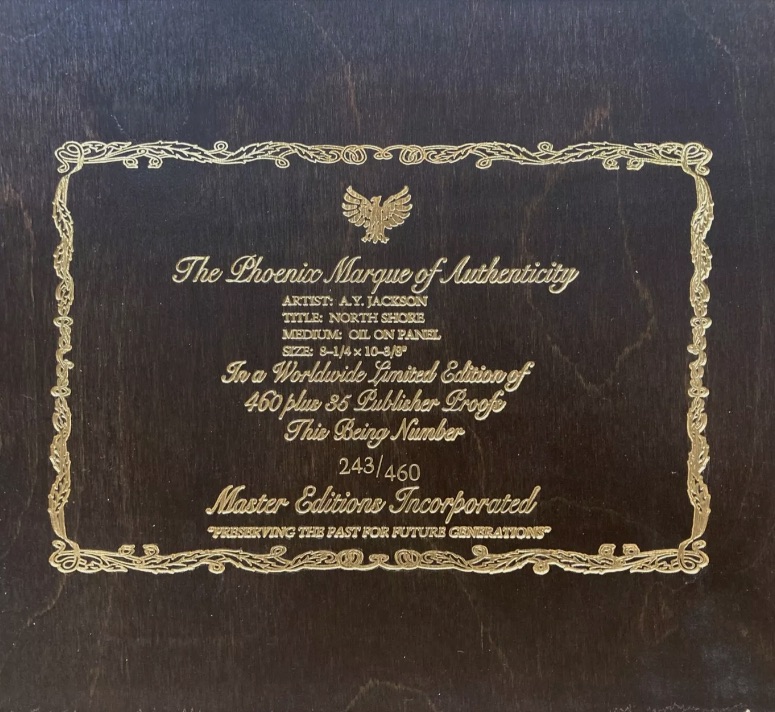 The Phoenix Marque of Authenticity
ARTIST: A.Y. JACKSON
TITLE: NORTH SHORE
MEDIUM: OIL ON PANEL
SIZE: 8-1/4 x 10-3/8"
In a Worldwide Limited Edition of
460 plus 35 Publisher Proofs
This Being Number
243/460
Master Editions Incorporated
"PRESERVING THE PAST FOR FUTURE GENERATIONS"